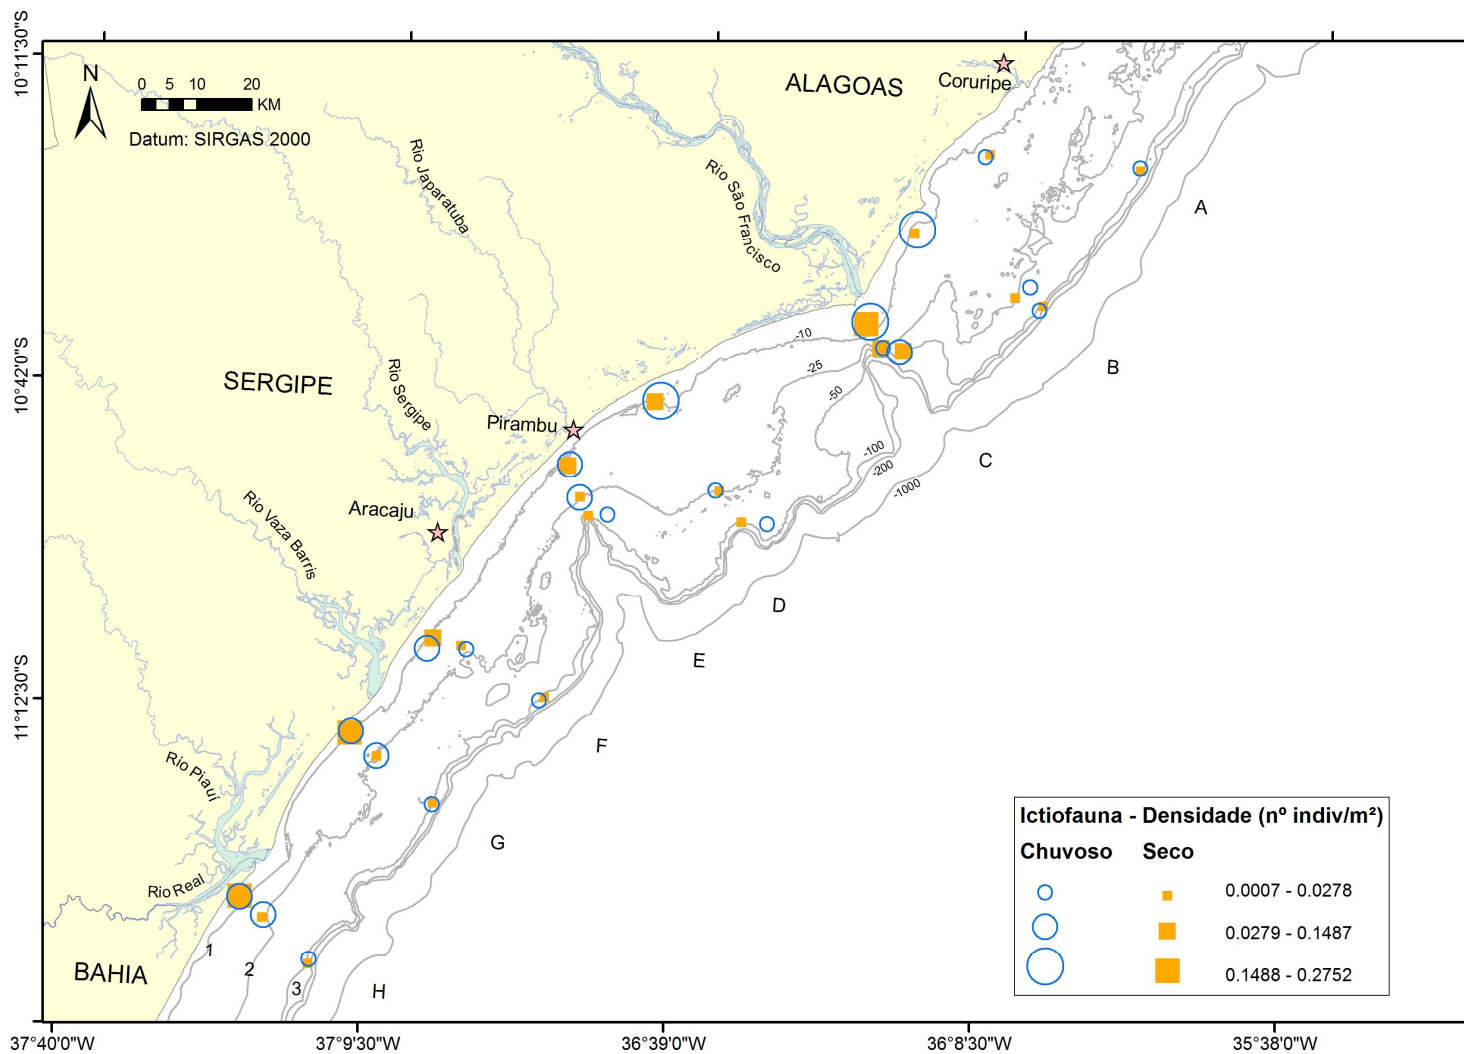 10°11'30"S
N
0 5 10 20
KM
Datum: SIRGAS 2000
ALAGOAS
Coruripe
Rio Japaratuba
Rio São Francisco
A
10°42'0"S
SERGIPE
Rio Sergipe
Pirambu
-10
-25
-50
-100
-200
-1000
B
C
Aracaju
Rio Vaza Barris
D
E
11°12'30"S
F
Rio Piauí
G
Rio Real
BAHIA
1
2
3
H
Ictiofauna - Densidade (nº indiv/m²)
Chuvoso Seco
0.0007 - 0.0278
0.0279 - 0.1487
0.1488 - 0.2752
37°40'0"W 37°9'30"W 36°39'0"W 36°8'30"W 35°38'0"W